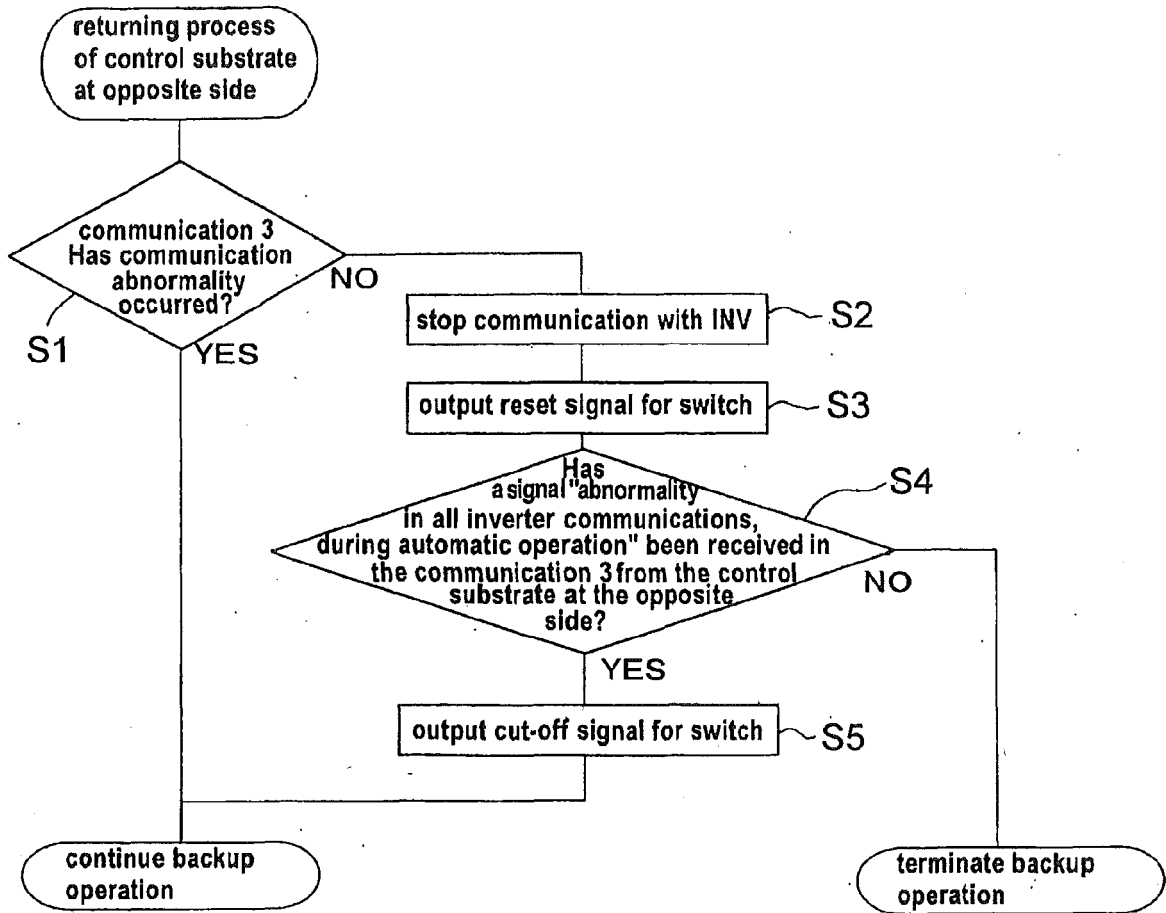 returning process
of control substrate
at opposite side
communication 3
Has communication
abnormality
occurred?
NO
S1
YES
stop communication with INV
S2
output reset signal for switch
S3
Has
a signal "abnormality
in all inverter communications,
during automatic operation" been received in
the communication 3 from the control
substrate at the opposite
side?
S4
NO
YES
output cut-off signal for switch
S5
continue backup
operation
terminate backup
operation